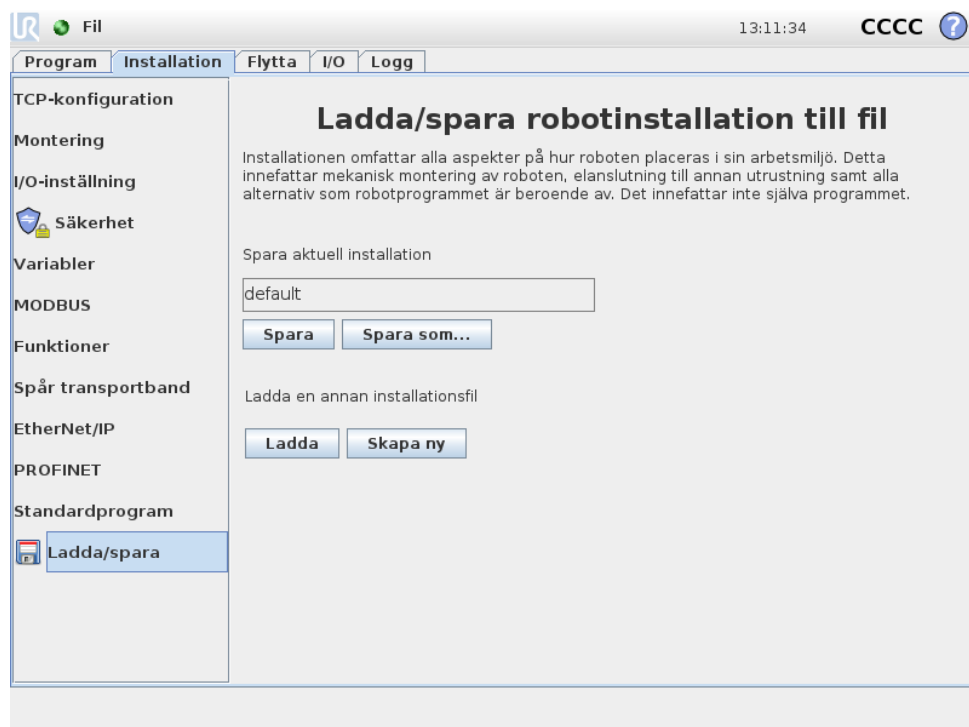 UR Fil 13:11:34 CCCC ?
Program Installation Flytta I/O Logg
TCP-konfiguration
Montering
I/O-inställning
Säkerhet
Variabler
MODBUS
Funktioner
Spår transportband
EtherNet/IP
PROFINET
Standardprogram
Ladda/spara
Ladda/spara robotinstallation till fil
Installationen omfattar alla aspekter på hur roboten placeras i sin arbetsmiljö. Detta
innefattar mekanisk montering av roboten, elanslutning till annan utrustning samt alla
alternativ som robotprogrammet är beroende av. Det innefattar inte själva programmet.
Spara aktuell installation
default
Spara Spara som...
Ladda en annan installationsfil
Ladda Skapa ny